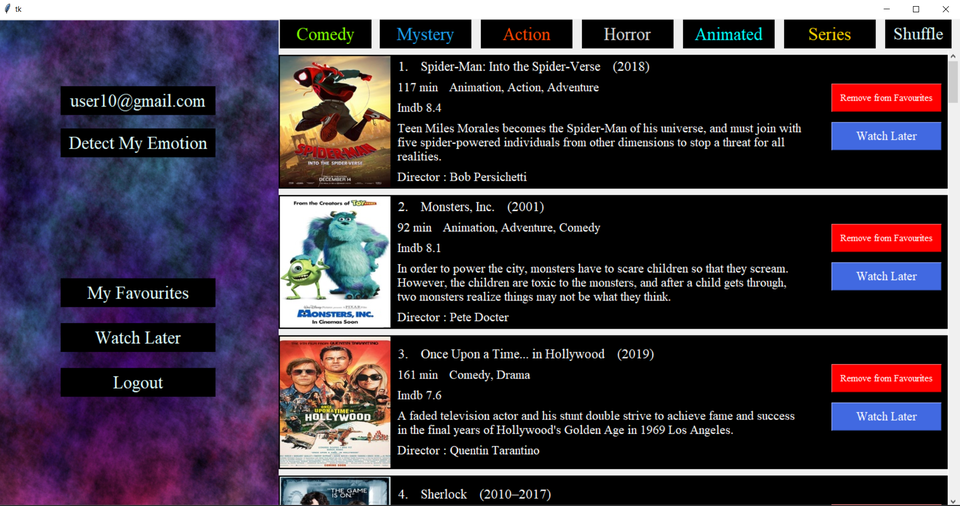 tk
Comedy
Mystery
Action
Horror
Animated
Series
Shuffle
user10@gmail.com
Detect My Emotion
My Favourites
Watch Later
Logout
SPIDER-MAN
INTO THE SPIDER-VERSE
DECEMBER 14
1. Spider-Man: Into the Spider-Verse (2018)
117 min Animation, Action, Adventure
Imdb 8.4
Teen Miles Morales becomes the Spider-Man of his universe, and must join with
five spider-powered individuals from other dimensions to stop a threat for all
realities.
Director : Bob Persichetti
Remove from Favourites
Watch Later
From the Creators of TOY
MONSTERS, INC.
In Cinemas Soon
2. Monsters, Inc. (2001)
92 min Animation, Adventure, Comedy
Imdb 8.1
In order to power the city, monsters have to scare children so that they scream.
However, the children are toxic to the monsters, and after a child gets through,
two monsters realize things may not be what they think.
Director : Pete Docter
Remove from Favourites
Watch Later
HOLLYWOOD
3. Once Upon a Time... in Hollywood (2019)
161 min Comedy, Drama
Imdb 7.6
A faded television actor and his stunt double strive to achieve fame and success
in the final years of Hollywood's Golden Age in 1969 Los Angeles.
Director : Quentin Tarantino
Remove from Favourites
Watch Later
THE GAME
IS ON
4. Sherlock (2010–2017)